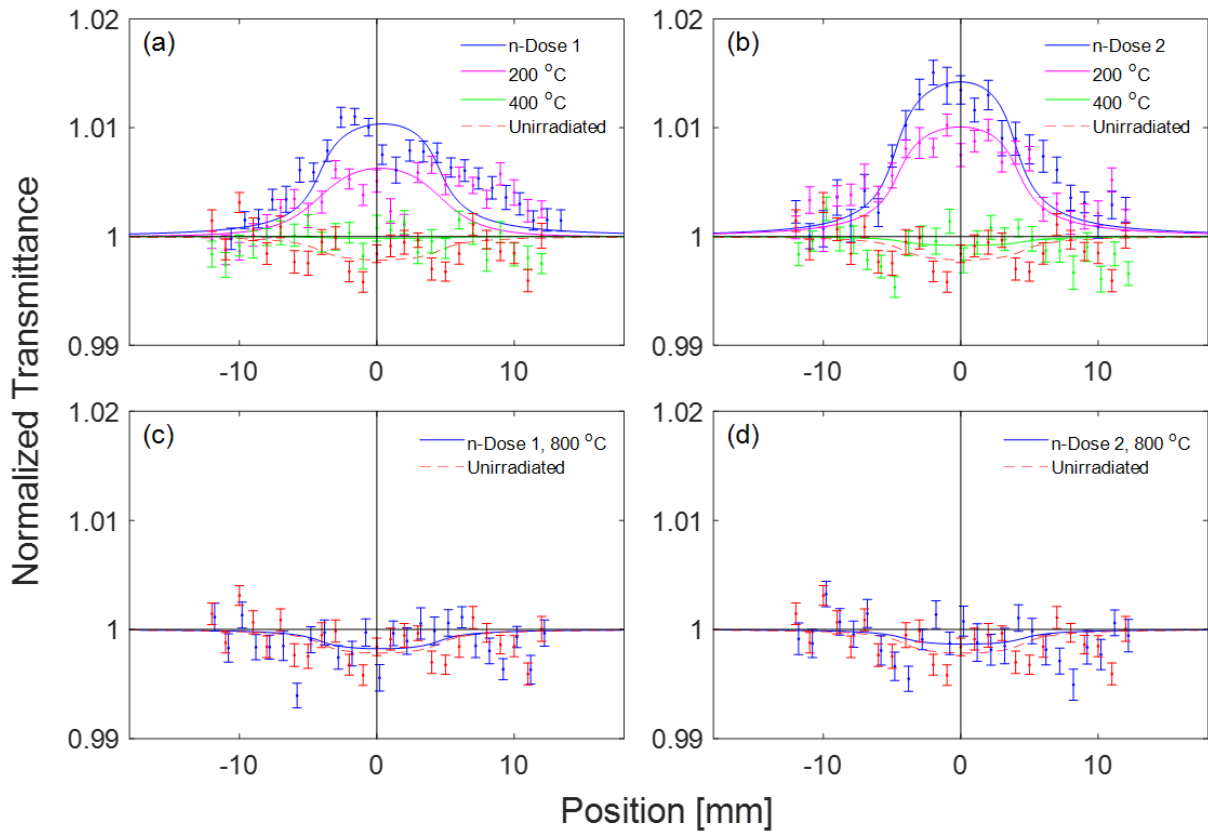 Normalized Transmittance
(a)
n-Dose 1
200 °C
400 °C
Unirradiated
1.02
1.01
1
0.99
-10
0
10
(b)
n-Dose 2
200 °C
400 °C
Unirradiated
1.02
1.01
1
0.99
-10
0
10
(c)
n-Dose 1, 800 °C
Unirradiated
1.02
1.01
1
0.99
-10
0
10
(d)
n-Dose 2, 800 °C
Unirradiated
1.02
1.01
1
0.99
-10
0
10
Position [mm]